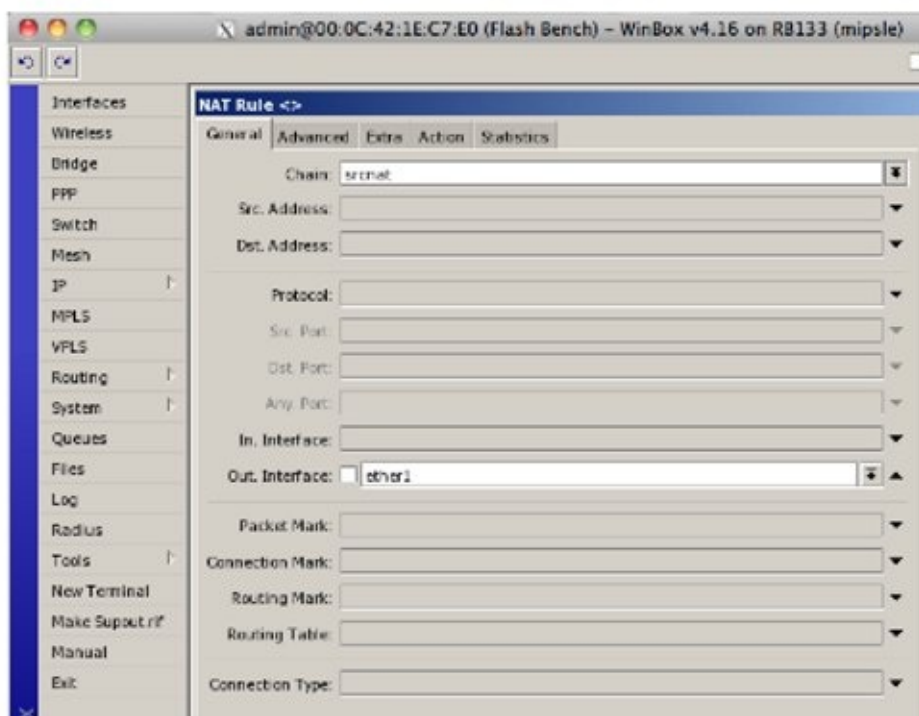 admin@00:0C:42:1E:C7:E0 (Flash Bench) - WinBox v4.16 on RB133 (mipsle)
Interfaces
Wireless
Bridge
PPP
Switch
Mesh
IP
MPLS
VPLS
Routing
System
Queues
Files
Log
Radius
Tools
New Terminal
Make Supout.rif
Manual
Exit
NAT Rule <>
General Advanced Extra Action Statistics
Chain: srcnat
Src. Address:
Dst. Address:
Protocol:
Src. Port:
Dst. Port:
Any. Port:
In. Interface:
Out. Interface: ether1
Packet Mark:
Connection Mark:
Routing Mark:
Routing Table:
Connection Type: